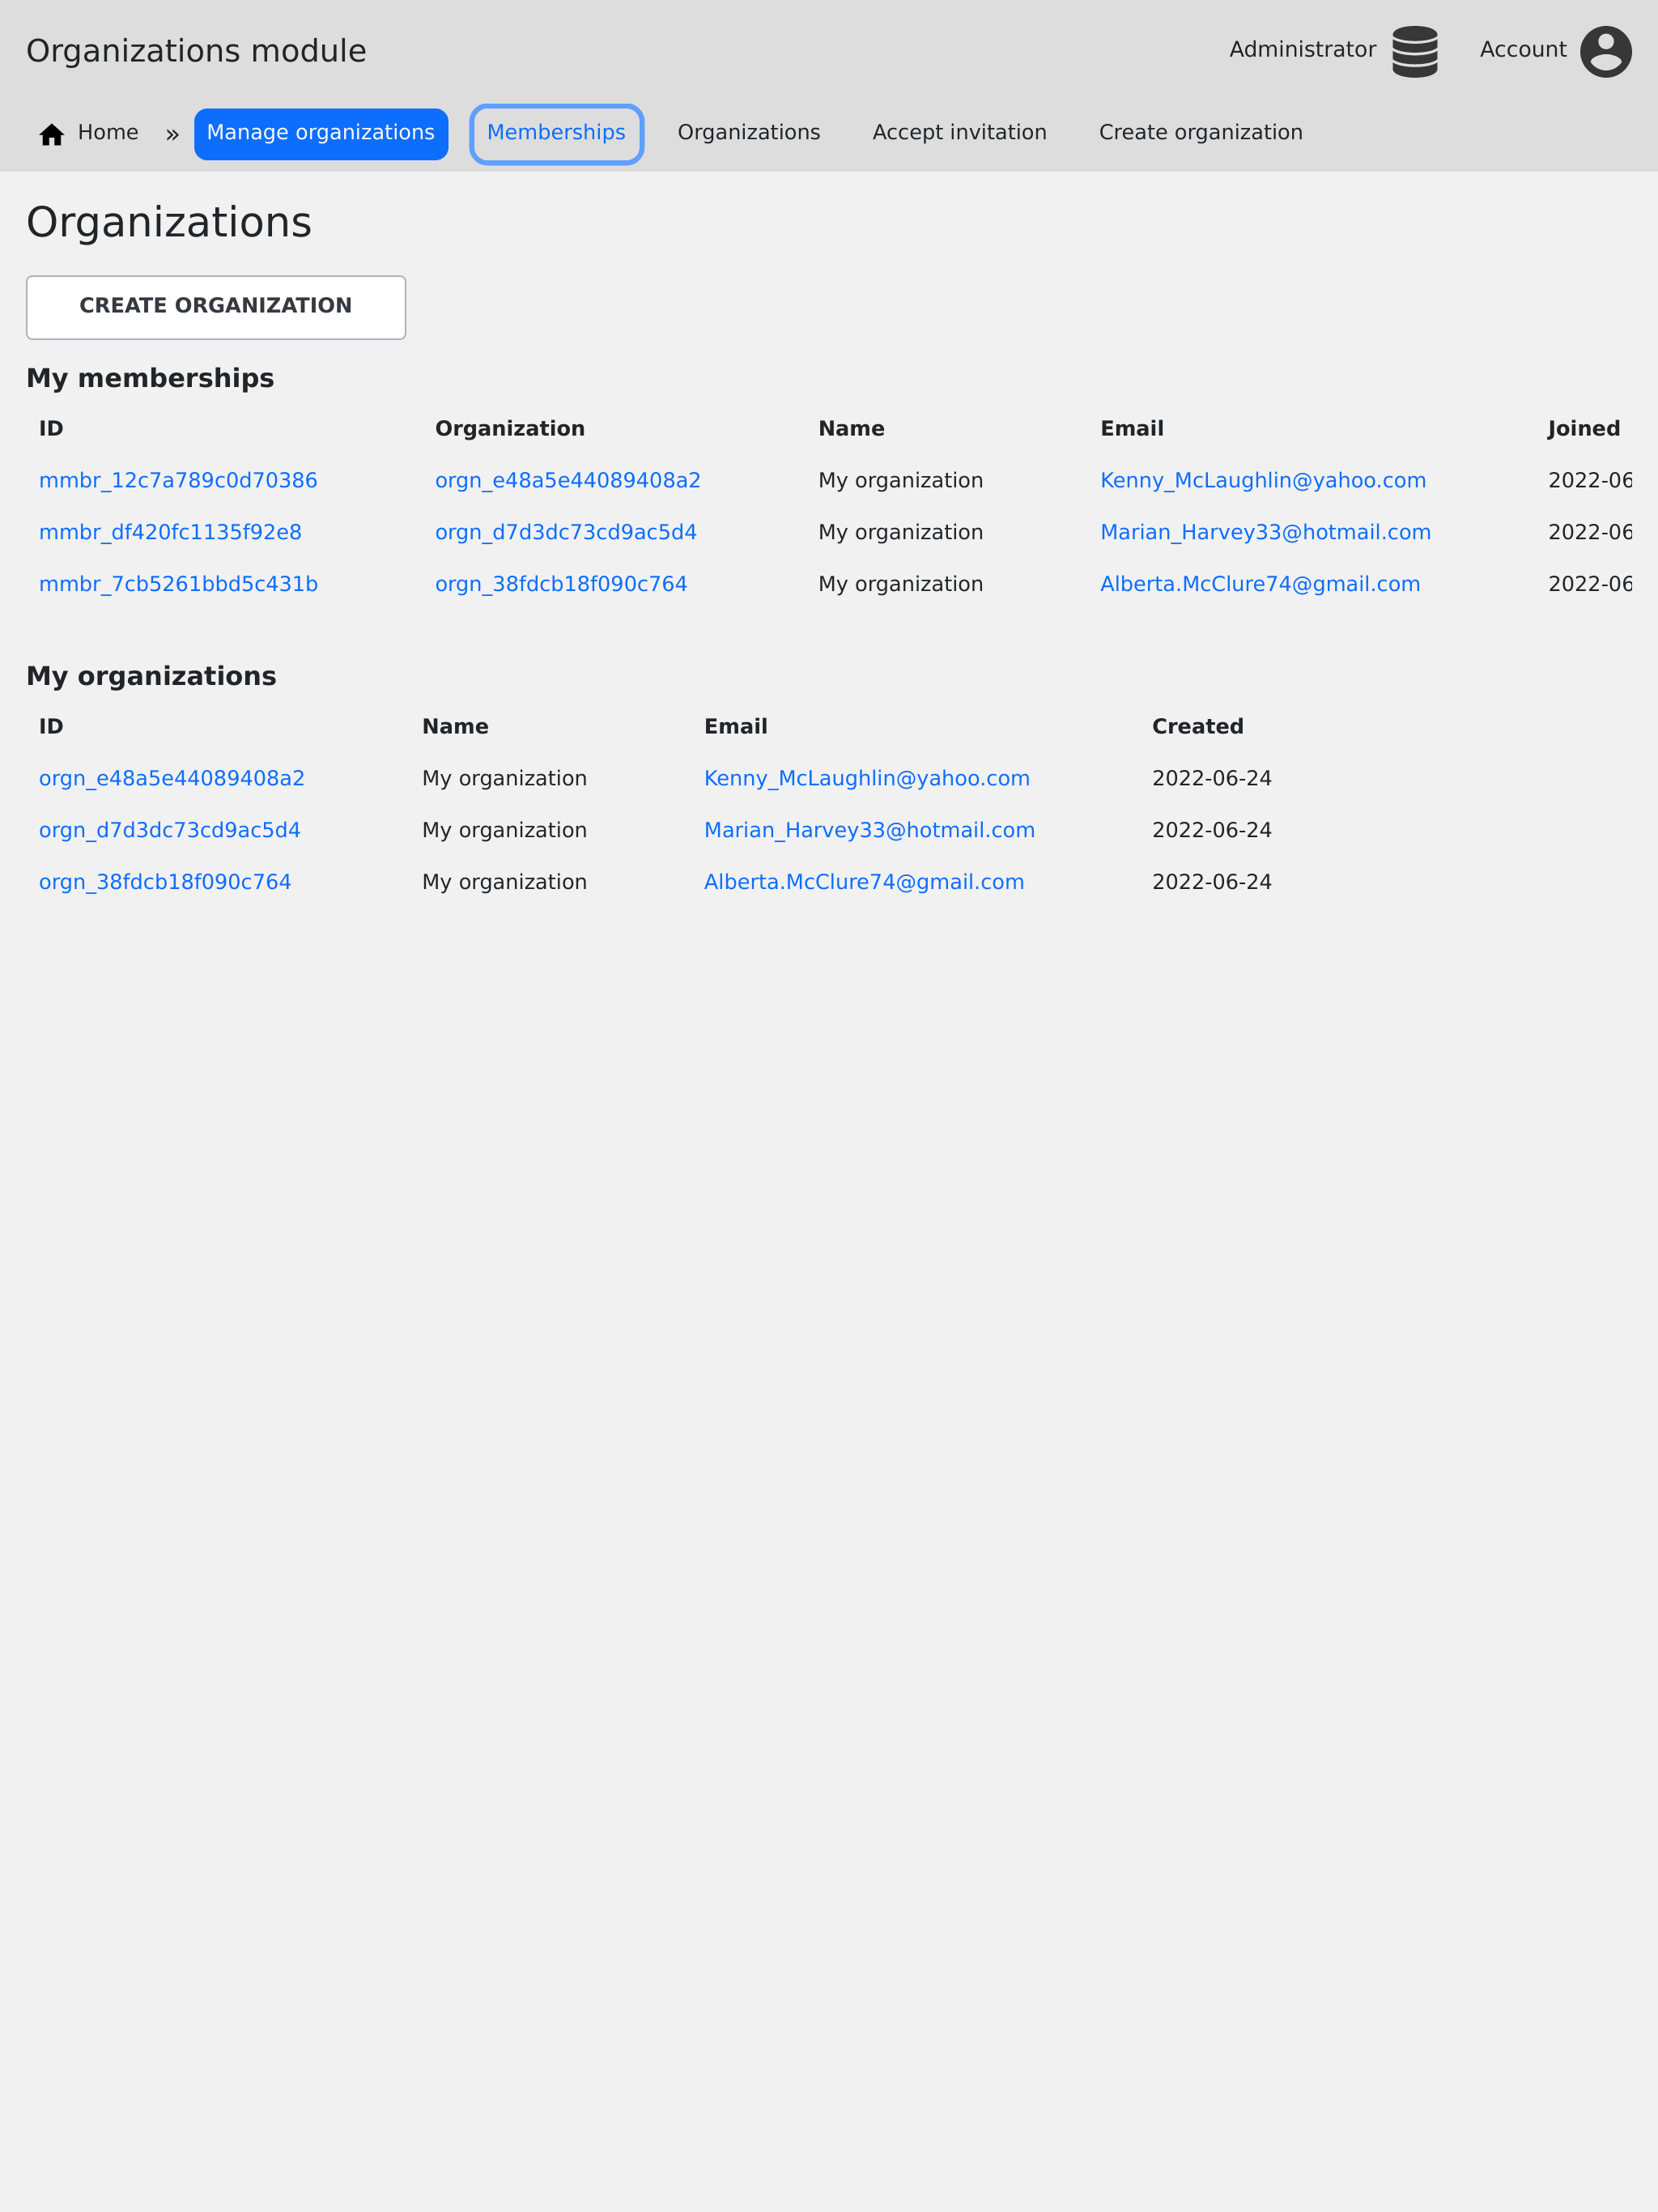 Organizations module
Administrator Account
Home » Manage organizations Memberships Organizations Accept invitation Create organization
Organizations
CREATE ORGANIZATION
My memberships
ID Organization Name Email Joined
mmbr_12c7a789c0d70386 orgn_e48a5e44089408a2 My organization Kenny_McLaughlin@yahoo.com 2022-06
mmbr_df420fc1135f92e8 orgn_d7d3dc73cd9ac5d4 My organization Marian_Harvey33@hotmail.com 2022-06
mmbr_7cb5261bbd5c431b orgn_38fdcb18f090c764 My organization Alberta.McClure74@gmail.com 2022-06
My organizations
ID Name Email Created
orgn_e48a5e44089408a2 My organization Kenny_McLaughlin@yahoo.com 2022-06-24
orgn_d7d3dc73cd9ac5d4 My organization Marian_Harvey33@hotmail.com 2022-06-24
orgn_38fdcb18f090c764 My organization Alberta.McClure74@gmail.com 2022-06-24